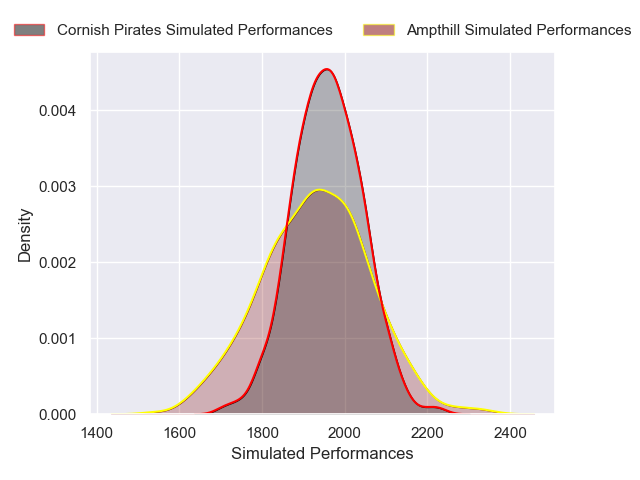 Cornish Pirates Simulated Performances Ampthill Simulated Performances
0.004
0.003
0.002
0.001
0.000
Density
1400 1600 1800 2000 2200 2400
Simulated Performances